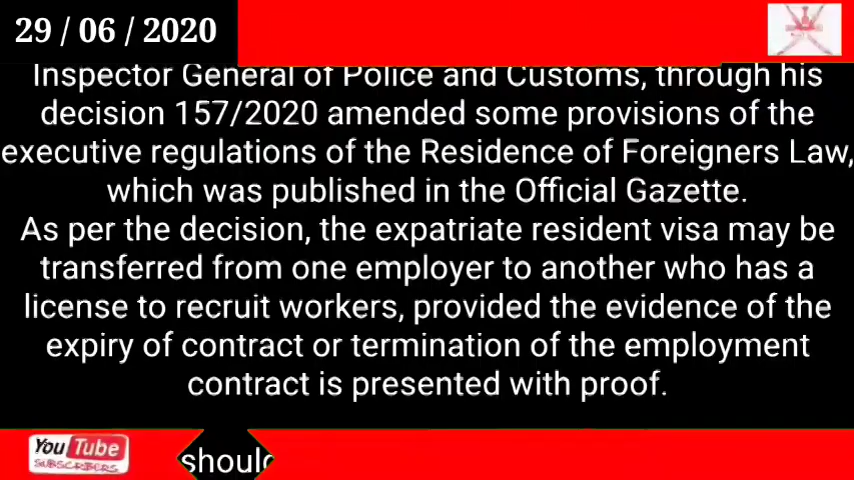 29 / 06 / 2020
Inspector General of Police and Customs, through his
decision 157/2020 amended some provisions of the
executive regulations of the Residence of Foreigners Law,
which was published in the Official Gazette.
As per the decision, the expatriate resident visa may be
transferred from one employer to another who has a
license to recruit workers, provided the evidence of the
expiry of contract or termination of the employment
contract is presented with proof.
You Tube
SUBSCRIBERS
should